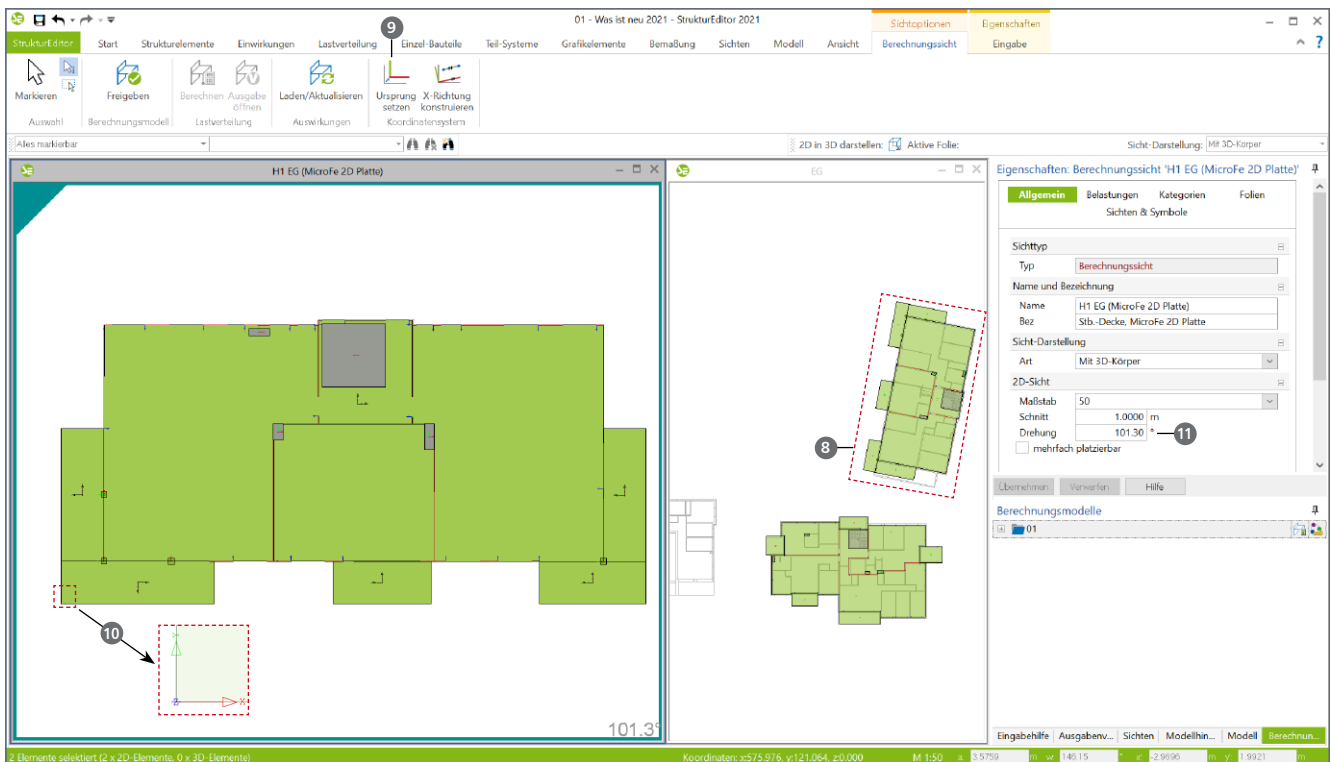 01 - Was ist neu 2021 - StrukturEditor 2021
Sichtoptionen
Eigenschaften
9
StrukturEditor Start Strukturelemente Einwirkungen Lastverteilung Einzel-Bauteile Teil-Systeme Grafikelemente Bemaßung Sichten Modell Ansicht Berechnungssicht Eingabe
Markieren
Freigeben
Berechnen
Ausgabe öffnen
Laden/Aktualisieren
Ursprung setzen
X-Richtung konstruieren
Auswahl
Berechnungsmodell
Lastverteilung
Auswirkungen
Koordinatensystem
Alles markierbar
2D in 3D darstellen:
Aktive Folie:
Sicht-Darstellung: Mit 3D-Körper
H1 EG (MicroFe 2D Platte)
EG
8
10
Y
Z
X
101.3°
Eigenschaften: Berechnungssicht 'H1 EG (MicroFe 2D Platte)'
Allgemein Belastungen Kategorien Folien
Sichten & Symbole
Sichttyp
Typ Berechnungssicht
Name und Bezeichnung
Name H1 EG (MicroFe 2D Platte)
Bez Stb.-Decke, MicroFe 2D Platte
Sicht-Darstellung
Art Mit 3D-Körper
2D-Sicht
Maßstab 50
Schnitt 1.0000 m
Drehung 101.30 °
11
mehrfach platzierbar
Übernehmen Verwerfen Hilfe
Berechnungsmodelle
01
Eingabehilfe Ausgabenv... Sichten Modellhin... Modell Berechnun...
2 Elemente selektiert (2 x 2D-Elemente, 0 x 3D-Elemente)
Koordinaten: x:575.976, y:121.064, z:0.000
M 1:50 a: 3.5759 m w: 146.15 ° x: -2.9696 m y: 1.9921 m